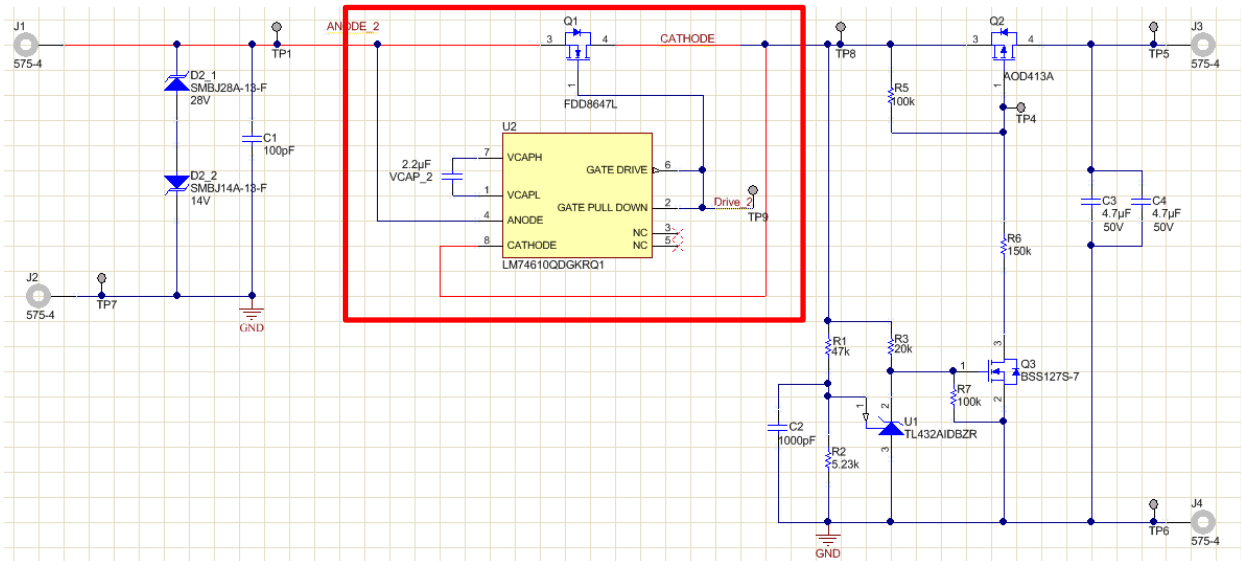 J1
575-4
TP1
ANODE_2
Q1
3
4
1
FDD8647L
CATHODE
TP8
Q2
3
4
1
AOD413A
TP4
TP5
J3
575-4
D2_1
SMBJ28A-13-F
28V
C1
100pF
D2_2
SMBJ14A-13-F
14V
J2
575-4
TP7
GND
U2
2.2µF
VCAP_2
7
VCAPH
1
VCAPL
4
ANODE
8
CATHODE
GATE DRIVE
6
GATE PULL DOWN
2
NC
3
NC
5
LM74610QDGKRQ1
Drive_2
TP9
R5
100k
R6
150k
C3
4.7µF
50V
C4
4.7µF
50V
R1
47k
R3
20k
3
Q3
BSS127S-7
1
2
R7
100k
C2
1000pF
1
2
U1
TL432AIDBZR
3
R2
5.23k
GND
TP6
J4
575-4